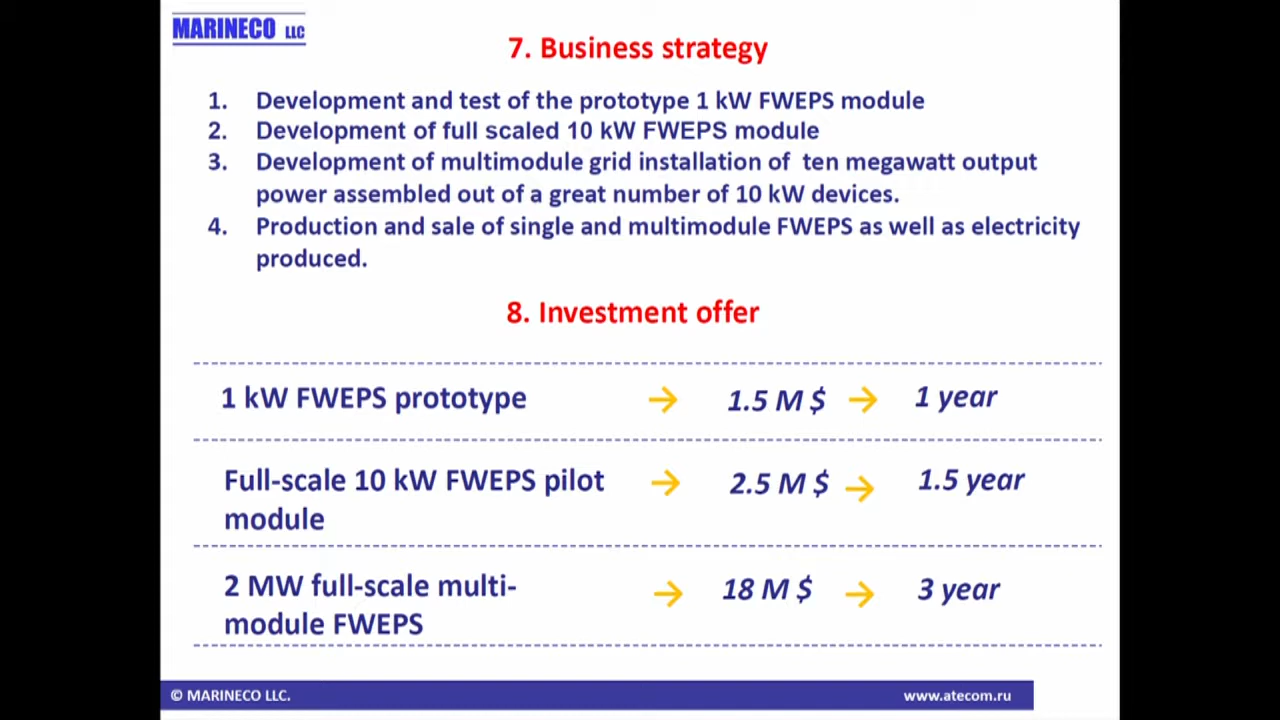 MARINECO LLC
7. Business strategy
1. Development and test of the prototype 1 kW FWEPS module
2. Development of full scaled 10 kW FWEPS module
3. Development of multimodule grid installation of ten megawatt output
power assembled out of a great number of 10 kW devices.
4. Production and sale of single and multimodule FWEPS as well as electricity
produced.
8. Investment offer
1 kW FWEPS prototype → 1.5 M $ → 1 year
Full-scale 10 kW FWEPS pilot → 2.5 M $ → 1.5 year
module
2 MW full-scale multi- → 18 M $ → 3 year
module FWEPS
© MARINECO LLC. www.atecom.ru